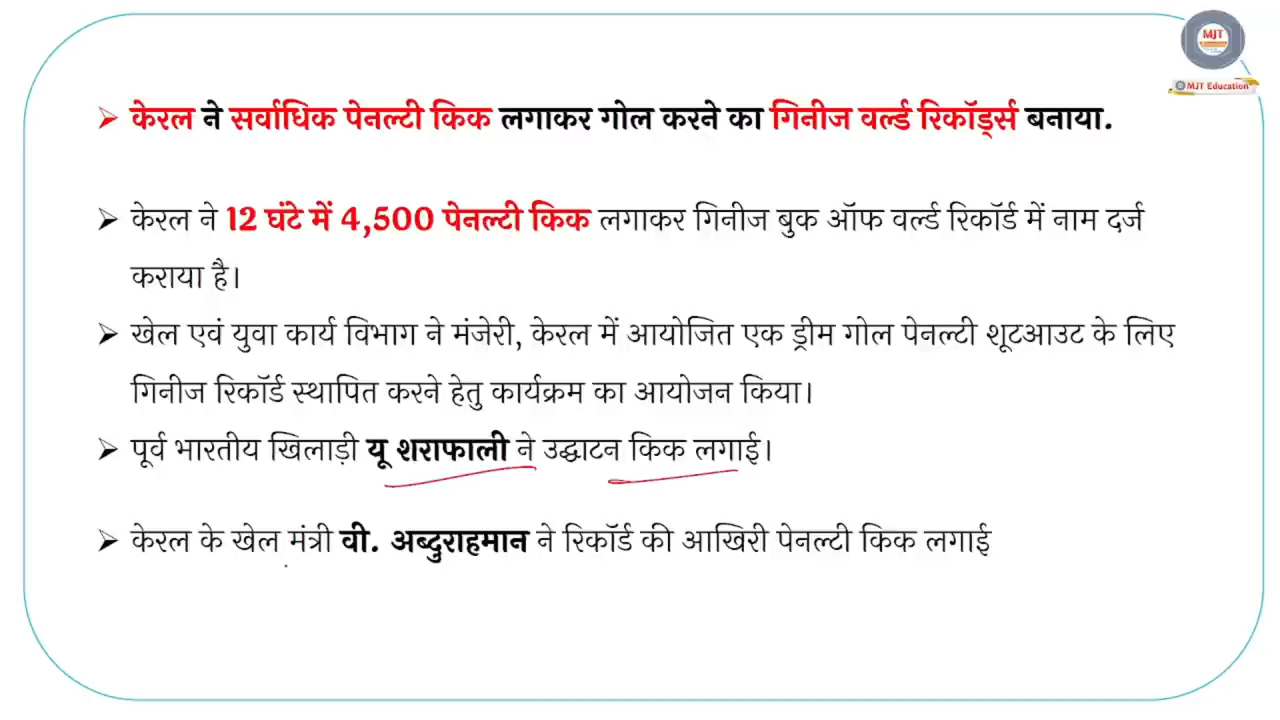 MJT
MJT Education
➢ केरल ने सर्वाधिक पेनल्टी किक लगाकर गोल करने का गिनीज वर्ल्ड रिकॉर्ड्स बनाया.
➢ केरल ने 12 घंटे में 4,500 पेनल्टी किक लगाकर गिनीज बुक ऑफ वर्ल्ड रिकॉर्ड में नाम दर्ज
कराया है।
➢ खेल एवं युवा कार्य विभाग ने मंजेरी, केरल में आयोजित एक ड्रीम गोल पेनल्टी शूटआउट के लिए
गिनीज रिकॉर्ड स्थापित करने हेतु कार्यक्रम का आयोजन किया।
➢ पूर्व भारतीय खिलाड़ी यू शराफाली ने उद्घाटन किक लगाई।
➢ केरल के खेल मंत्री वी. अब्दुराहमान ने रिकॉर्ड की आखिरी पेनल्टी किक लगाई